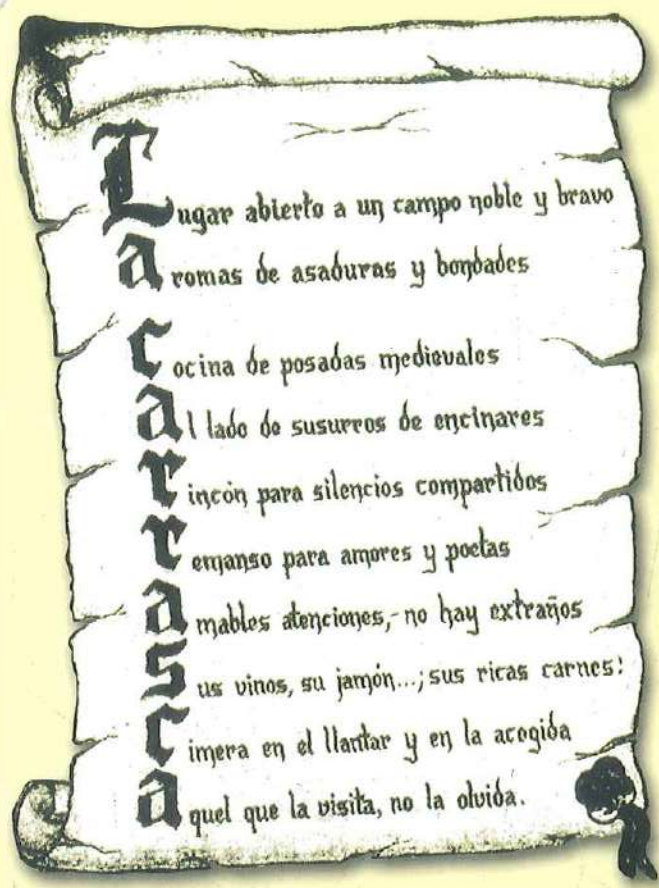 Lugar abierto a un campo noble y bravo
aromas de asaduras y bondades
cocina de posadas medievales
al lado de susurros de encinares
rincón para silencios compartidos
remanso para amores y poetas
amables atenciones,- no hay extraños
sus vinos, su jamón...; sus ricas carnes!
cimera en el llantar y en la acogida
aquel que la visita, no la olvida.